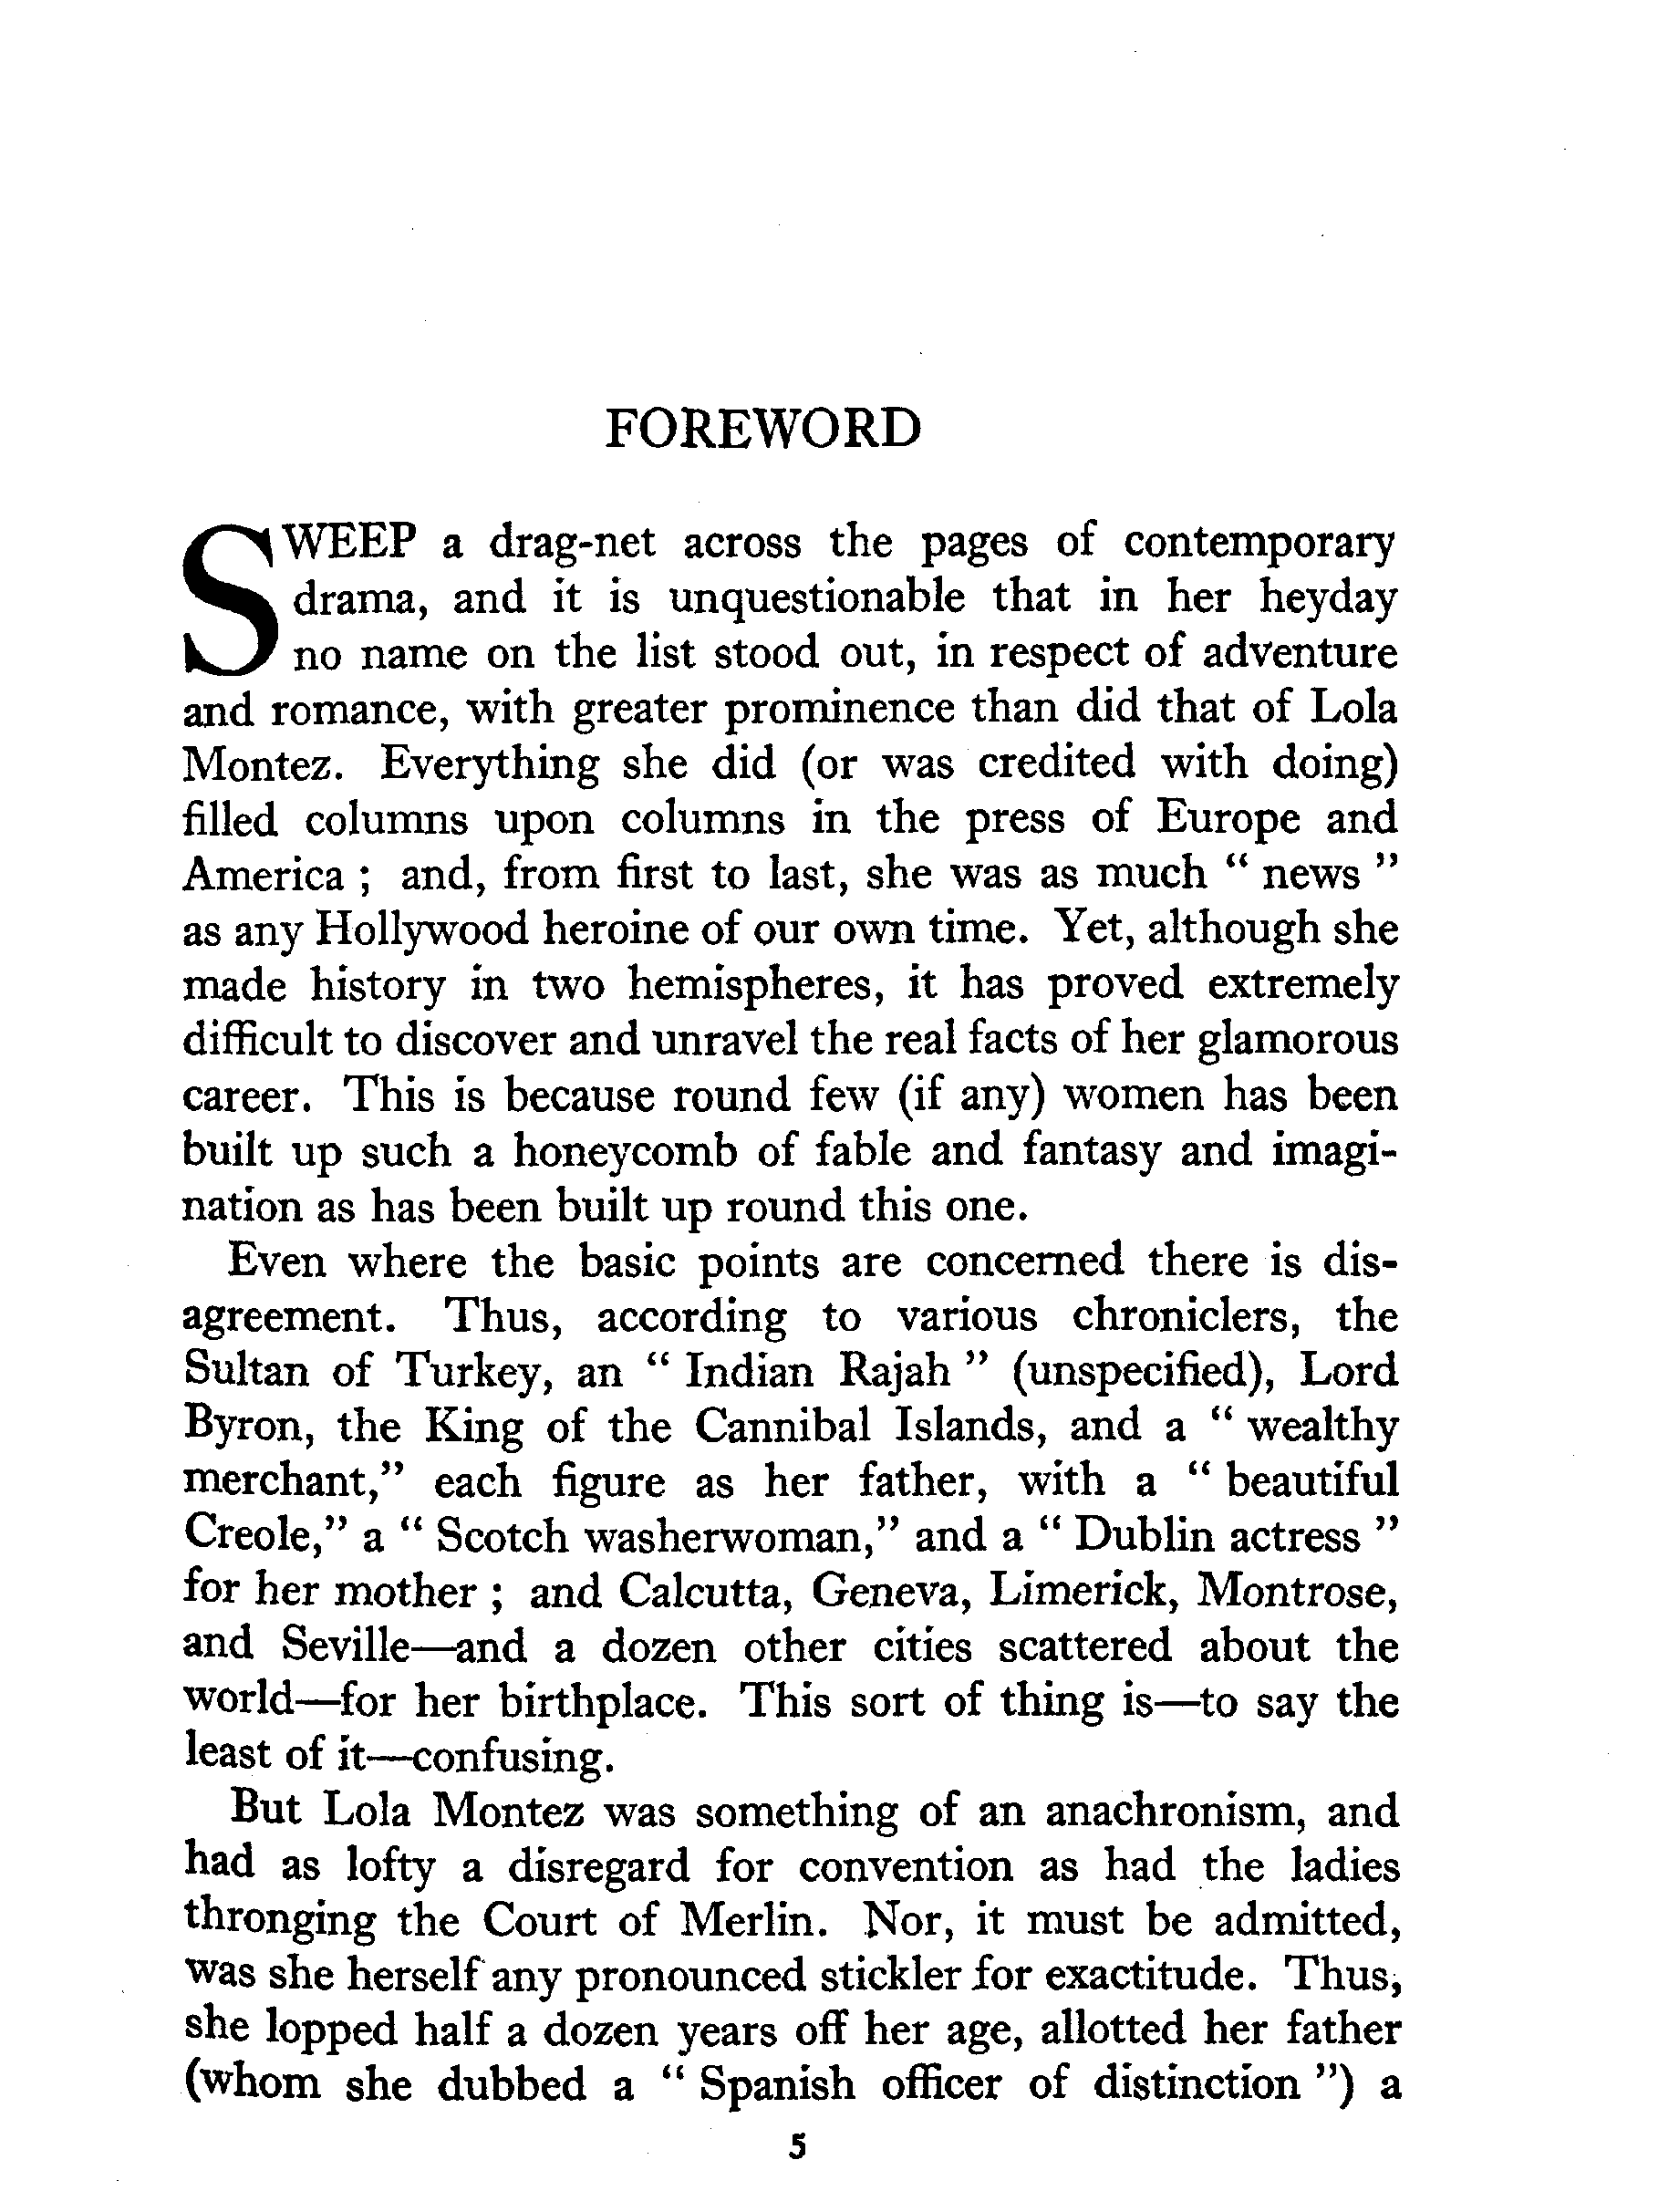 FOREWORD
SWEEP a drag-net across the pages of contemporary
drama, and it is unquestionable that in her heyday
no name on the list stood out, in respect of adventure
and romance, with greater prominence than did that of Lola
Montez. Everything she did (or was credited with doing)
filled columns upon columns in the press of Europe and
America ; and, from first to last, she was as much “ news ”
as any Hollywood heroine of our own time. Yet, although she
made history in two hemispheres, it has proved extremely
difficult to discover and unravel the real facts of her glamorous
career. This is because round few (if any) women has been
built up such a honeycomb of fable and fantasy and imagi-
nation as has been built up round this one.
Even where the basic points are concerned there is dis-
agreement. Thus, according to various chroniclers, the
Sultan of Turkey, an “ Indian Rajah ” (unspecified), Lord
Byron, the King of the Cannibal Islands, and a “ wealthy
merchant,” each figure as her father, with a “ beautiful
Creole,” a “ Scotch washerwoman,” and a “ Dublin actress ”
for her mother ; and Calcutta, Geneva, Limerick, Montrose,
and Seville—and a dozen other cities scattered about the
world—for her birthplace. This sort of thing is—to say the
least of it—confusing.
But Lola Montez was something of an anachronism, and
had as lofty a disregard for convention as had the ladies
thronging the Court of Merlin. Nor, it must be admitted,
was she herself any pronounced stickler for exactitude. Thus,
she lopped half a dozen years off her age, allotted her father
(whom she dubbed a “ Spanish officer of distinction ”) a
5